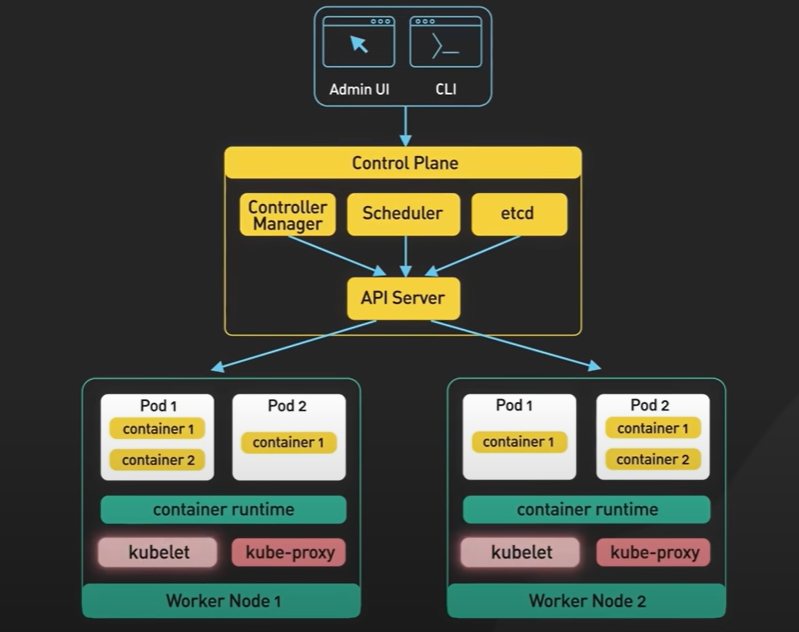 Admin UI
CLI
Control Plane
Controller
Manager
Scheduler
etcd
API Server
Pod 1
container 1
container 2
Pod 2
container 1
container runtime
kubelet
kube-proxy
Worker Node 1
Pod 1
container 1
Pod 2
container 1
container 2
container runtime
kubelet
kube-proxy
Worker Node 2